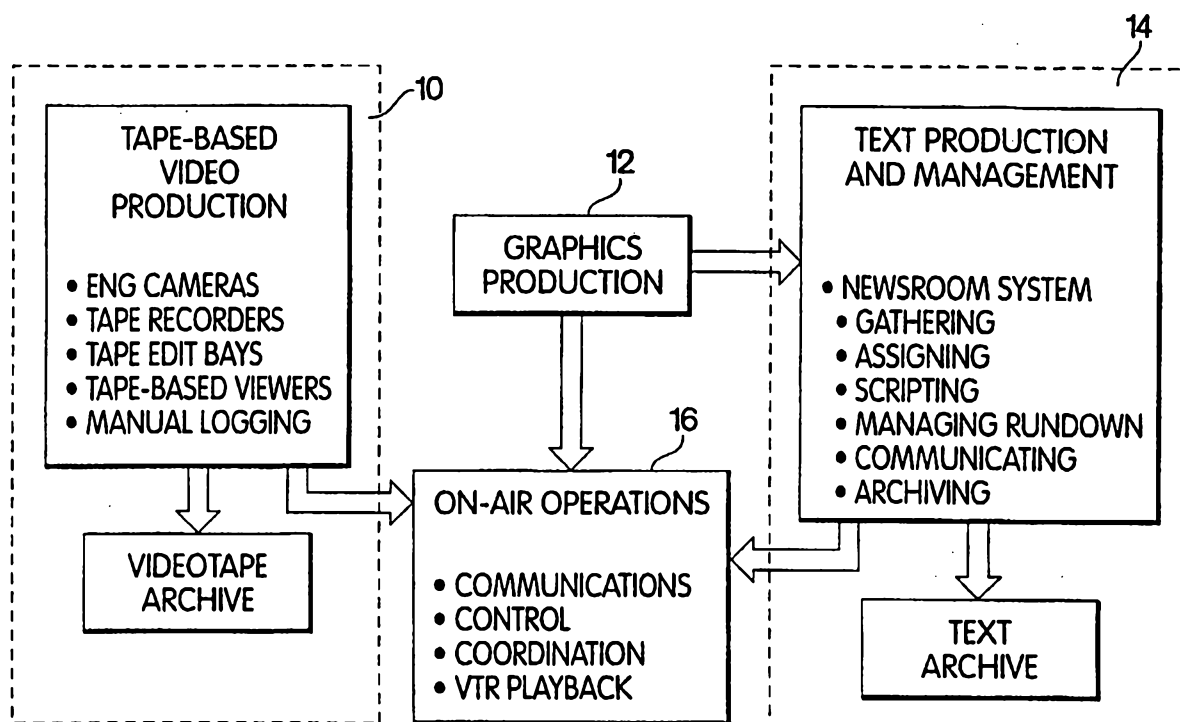 10
TAPE-BASED
VIDEO
PRODUCTION
• ENG CAMERAS
• TAPE RECORDERS
• TAPE EDIT BAYS
• TAPE-BASED VIEWERS
• MANUAL LOGGING
VIDEOTAPE
ARCHIVE
12
GRAPHICS
PRODUCTION
16
ON-AIR OPERATIONS
• COMMUNICATIONS
• CONTROL
• COORDINATION
• VTR PLAYBACK
14
TEXT PRODUCTION
AND MANAGEMENT
• NEWSROOM SYSTEM
• GATHERING
• ASSIGNING
• SCRIPTING
• MANAGING RUNDOWN
• COMMUNICATING
• ARCHIVING
TEXT
ARCHIVE